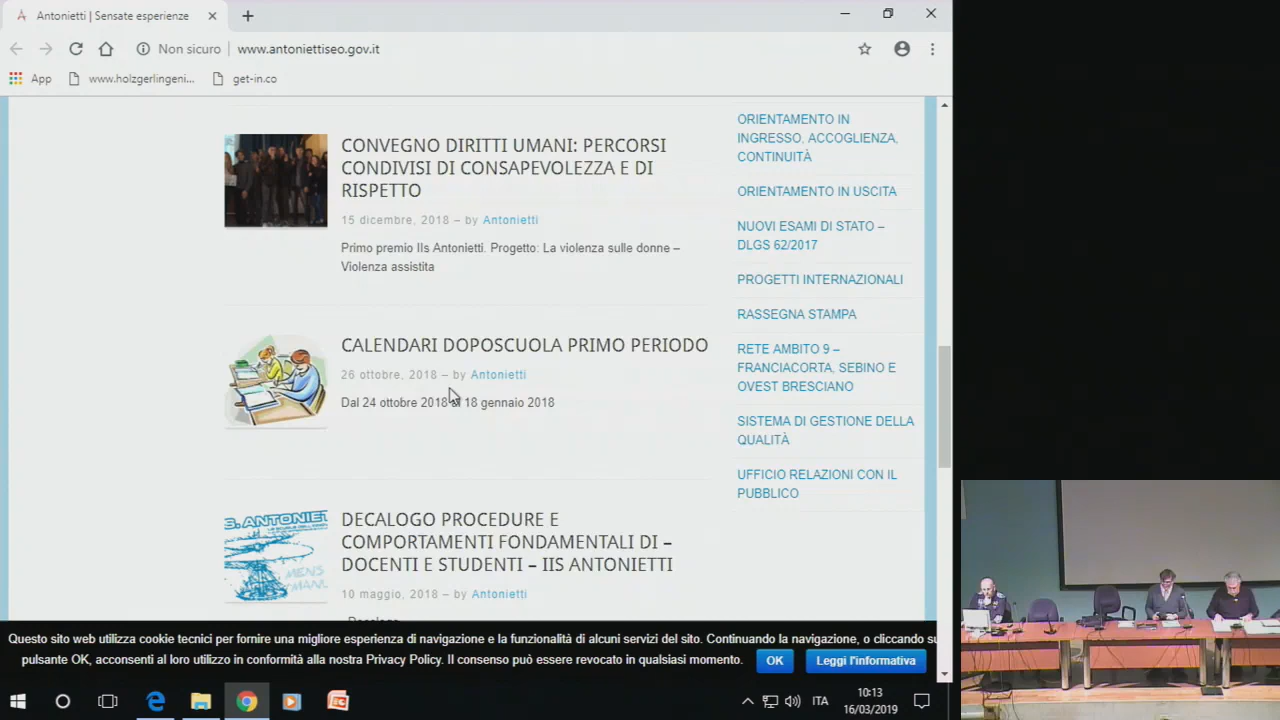 Antonietti | Sensate esperienze
Non sicuro
www.antoniettiseo.gov.it
App
www.holzgerlingeni...
get-in.co
CONVEGNO DIRITTI UMANI: PERCORSI
CONDIVISI DI CONSAPEVOLEZZA E DI
RISPETTO
15 dicembre, 2018 – by Antonietti
Primo premio IIs Antonietti. Progetto: La violenza sulle donne –
Violenza assistita
CALENDARI DOPOSCUOLA PRIMO PERIODO
26 ottobre, 2018 – by Antonietti
Dal 24 ottobre 2018 18 gennaio 2018
S. ANTONIET
MENS
MANU
DECALOGO PROCEDURE E
COMPORTAMENTI FONDAMENTALI DI –
DOCENTI E STUDENTI – IIS ANTONIETTI
10 maggio, 2018 – by Antonietti
ORIENTAMENTO IN
INGRESSO, ACCOGLIENZA,
CONTINUITÀ
ORIENTAMENTO IN USCITA
NUOVI ESAMI DI STATO –
DLGS 62/2017
PROGETTI INTERNAZIONALI
RASSEGNA STAMPA
RETE AMBITO 9 –
FRANCIACORTA, SEBINO E
OVEST BRESCIANO
SISTEMA DI GESTIONE DELLA
QUALITÀ
UFFICIO RELAZIONI CON IL
PUBBLICO
Questo sito web utilizza cookie tecnici per fornire una migliore esperienza di navigazione e la funzionalità di alcuni servizi del sito. Continuando la navigazione, o cliccando su
pulsante OK, acconsenti al loro utilizzo in conformità alla nostra Privacy Policy. Il consenso può essere revocato in qualsiasi momento.
OK
Leggi l'informativa
ITA
10:13
16/03/2019